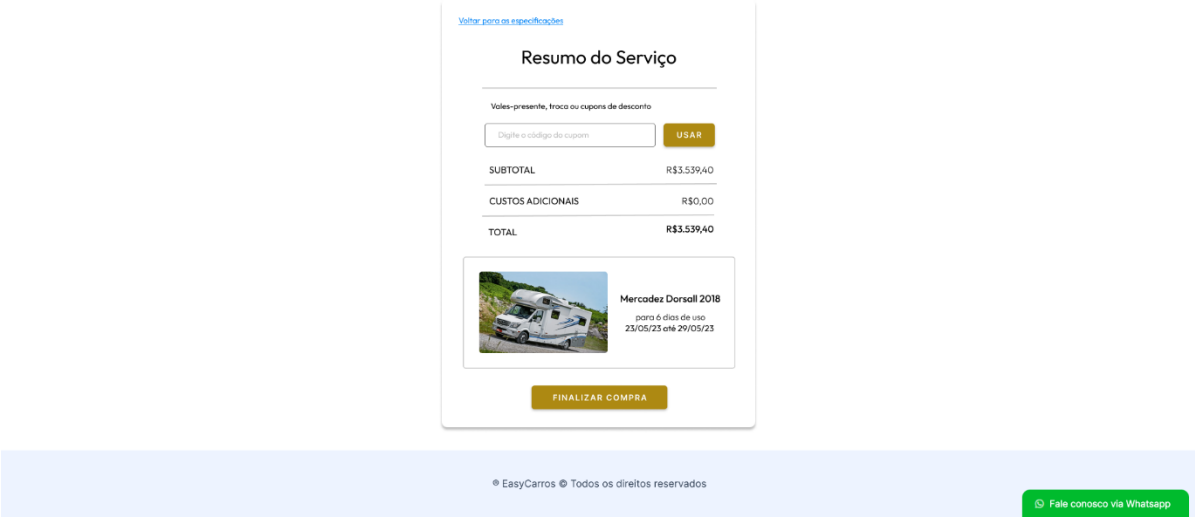 Voltar para as especificações
Resumo do Serviço
Vales-presente, troca ou cupons de desconto
Digite o código do cupom
USAR
SUBTOTAL R$3.539,40
CUSTOS ADICIONAIS R$0,00
TOTAL R$3.539,40
Mercadez Dorsall 2018
para 6 dias de uso
23/05/23 até 29/05/23
FINALIZAR COMPRA
® EasyCarros © Todos os direitos reservados
Fale conosco via Whatsapp